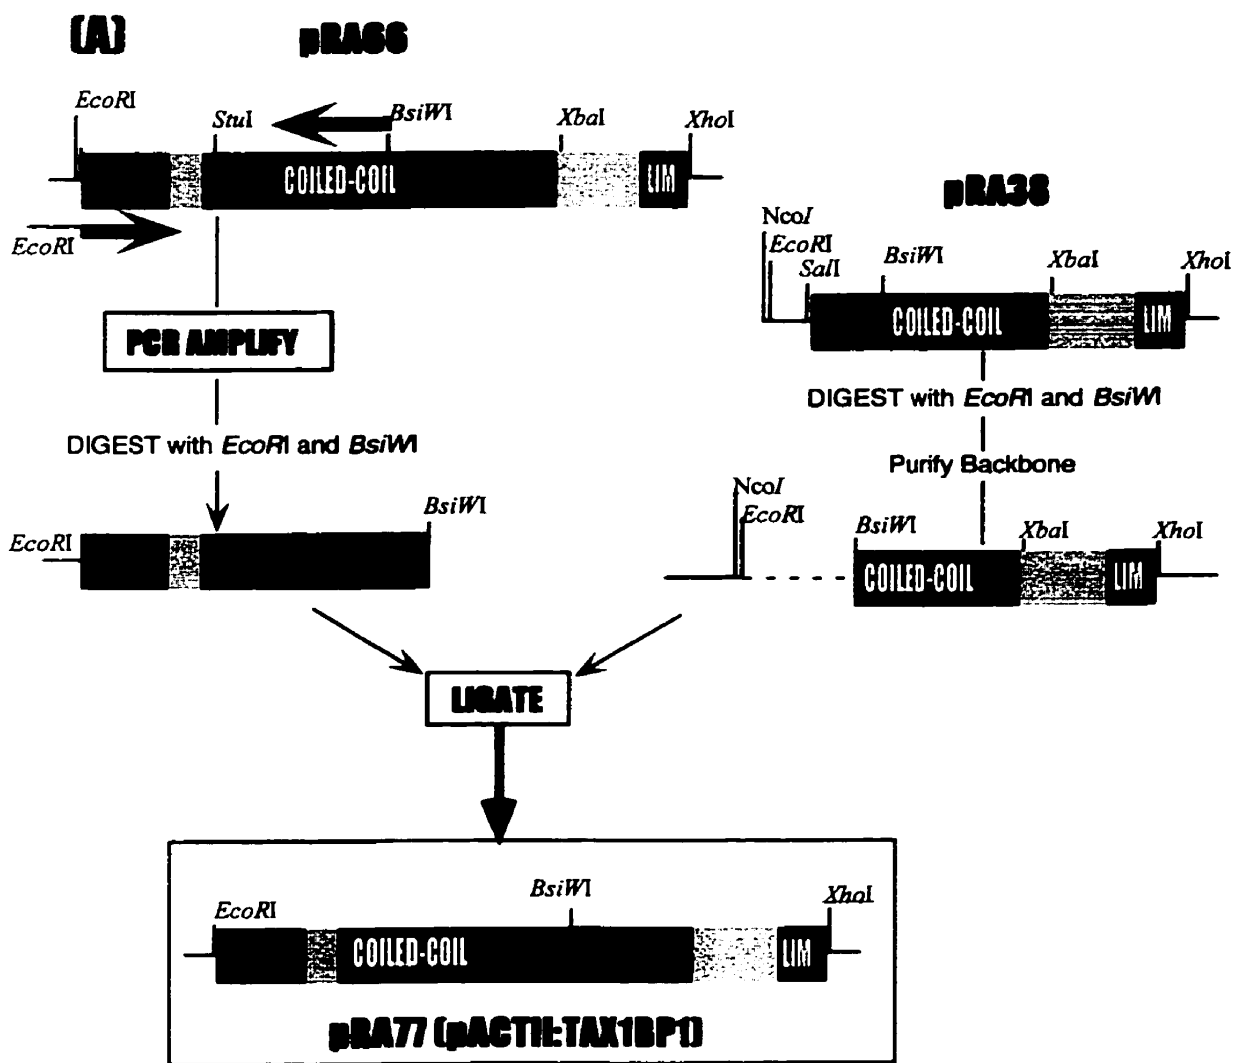 (A) pRA66
EcoRI
StuI
BsiWI
XbaI
XhoI
COILED-COIL
LIM
EcoRI
pRA38
NcoI
EcoRI
SalI
BsiWI
XbaI
XhoI
COILED-COIL
LIM
PCR AMPLIFY
DIGEST with EcoRI and BsiWI
DIGEST with EcoRI and BsiWI
Purify Backbone
EcoRI
BsiWI
NcoI
EcoRI
BsiWI
XbaI
XhoI
COILED-COIL
LIM
LIGATE
EcoRI
BsiWI
XhoI
COILED-COIL
LIM
pRA77 (pACTII:TAX1BP1)